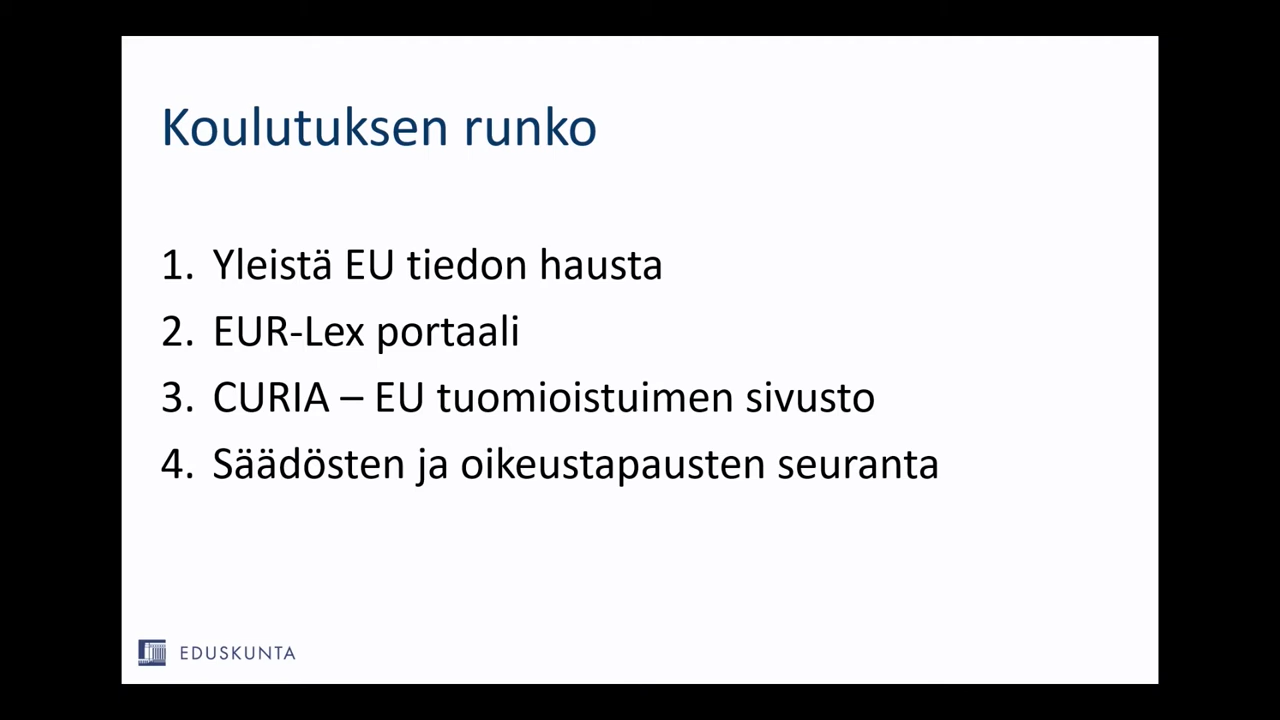 Koulutuksen runko
1. Yleistä EU tiedon hausta
2. EUR-Lex portaali
3. CURIA – EU tuomioistuimen sivusto
4. Säädösten ja oikeustapausten seuranta
EDUSKUNTA